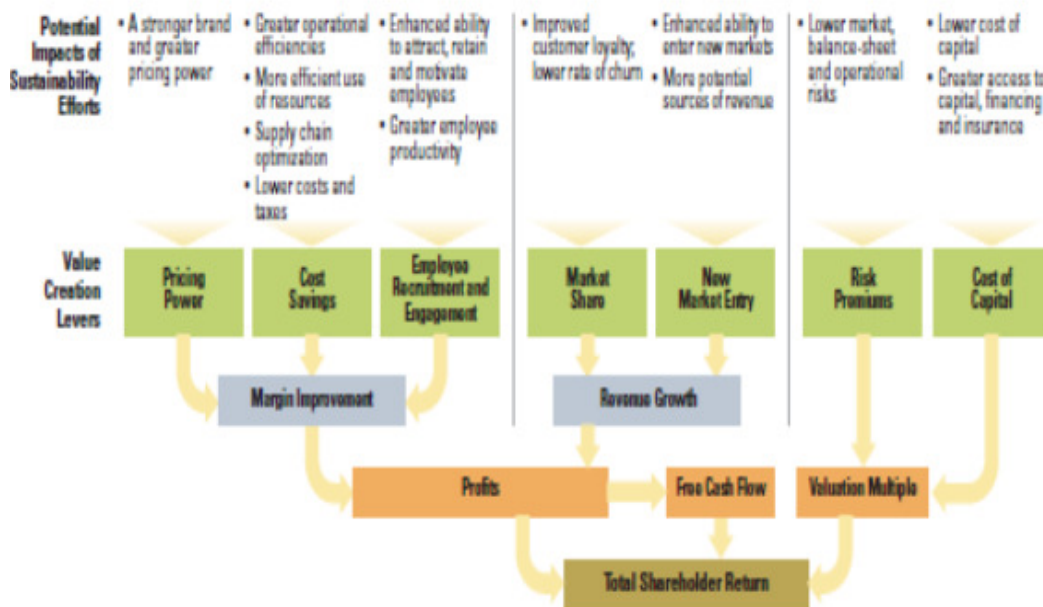 Potential
Impacts of
Sustainability
Efforts
• A stronger brand
and greater
pricing power
• Greater operational
efficiencies
• More efficient use
of resources
• Supply chain
optimization
• Lower costs and
taxes
• Enhanced ability
to attract, retain
and motivate
employees
• Greater employee
productivity
• Improved
customer loyalty;
lower rate of churn
• Enhanced ability to
enter new markets
• More potential
sources of revenue
• Lower market,
balance-sheet
and operational
risks
• Lower cost of
capital
• Greater access to
capital, financing
and insurance
Value
Creation
Levers
Pricing
Power
Cost
Savings
Employee
Recruitment and
Engagement
Market
Share
New
Market Entry
Risk
Premiums
Cost of
Capital
Margin Improvement
Revenue Growth
Profits
Free Cash Flow
Valuation Multiple
Total Shareholder Return